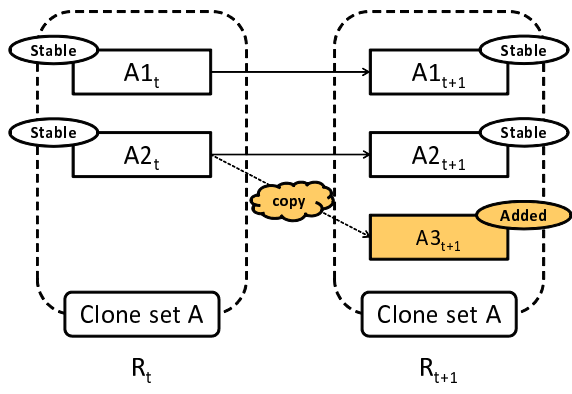 Stable
A1t
Stable
A1t+1
Stable
A2t
Stable
A2t+1
copy
Added
A3t+1
Clone set A
Clone set A
Rt
Rt+1